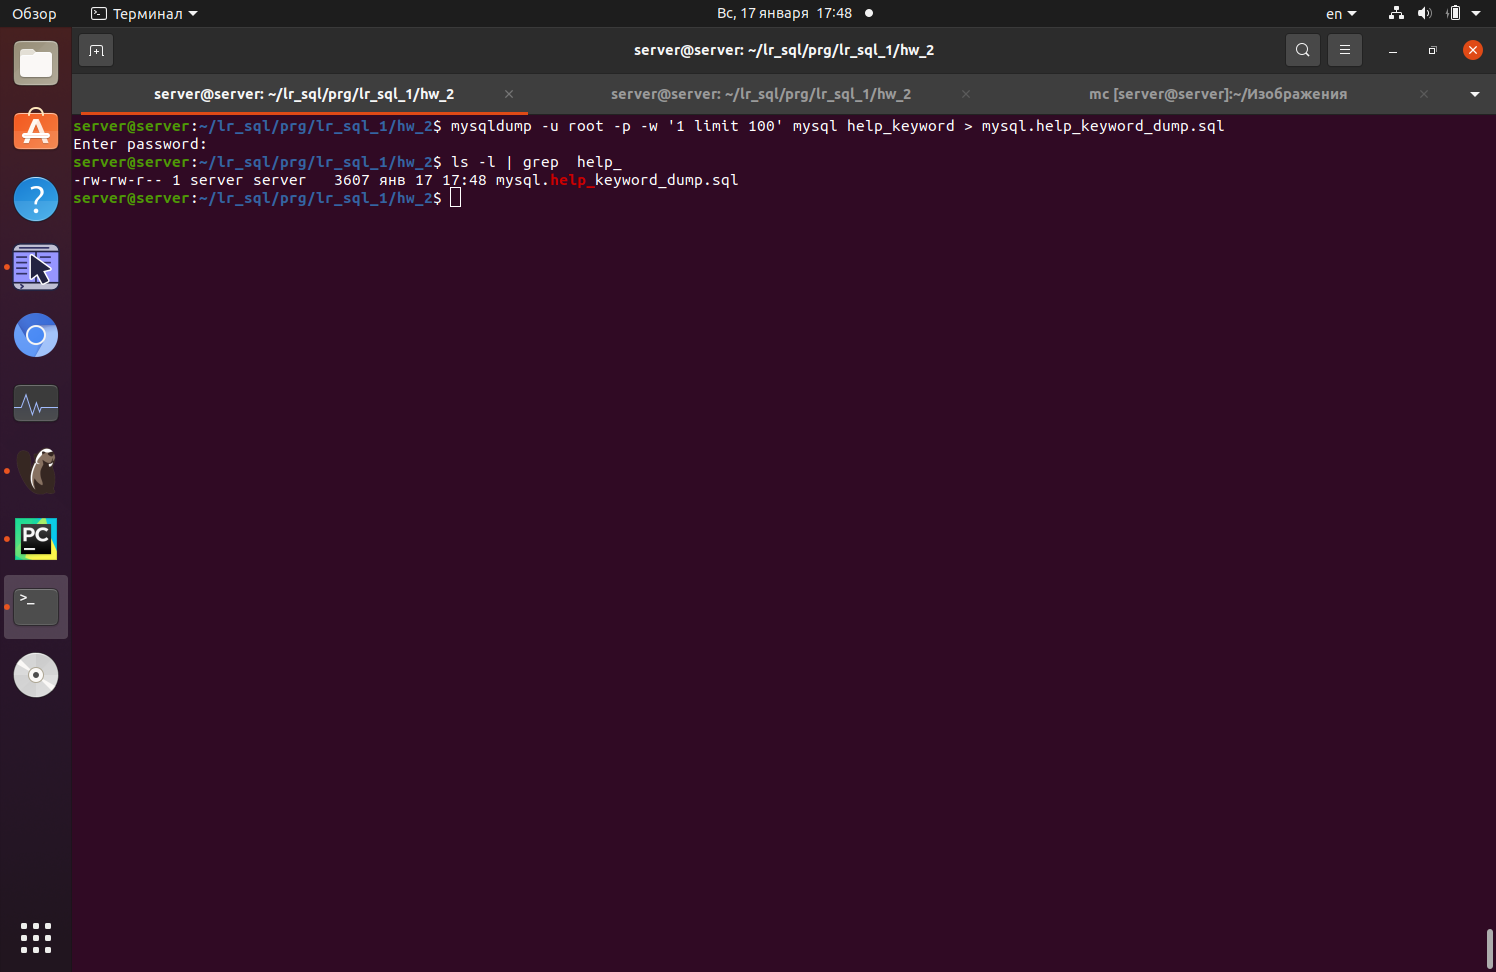 Обзор Терминал Вс, 17 января 17:48 en
server@server: ~/lr_sql/prg/lr_sql_1/hw_2
server@server: ~/lr_sql/prg/lr_sql_1/hw_2 server@server: ~/lr_sql/prg/lr_sql_1/hw_2 mc [server@server]:~/Изображения
server@server:~/lr_sql/prg/lr_sql_1/hw_2$ mysqldump -u root -p -w '1 limit 100' mysql help_keyword > mysql.help_keyword_dump.sql
Enter password:
server@server:~/lr_sql/prg/lr_sql_1/hw_2$ ls -l | grep  help_
-rw-rw-r-- 1 server server   3607 янв 17 17:48 mysql.help_keyword_dump.sql
server@server:~/lr_sql/prg/lr_sql_1/hw_2$
PC
>_